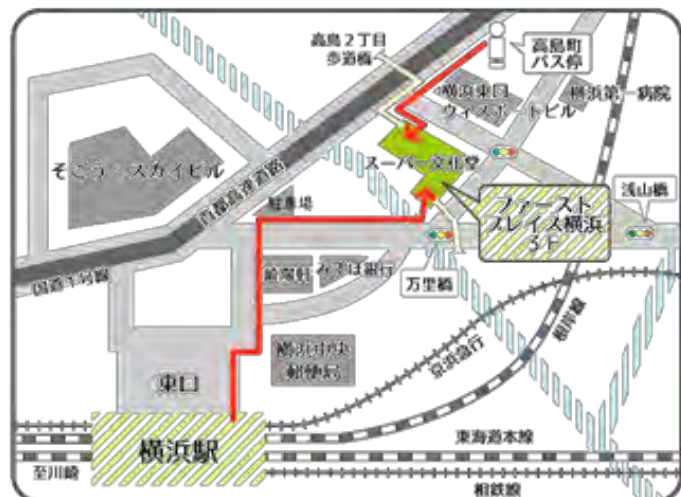 高島２丁目
歩道橋
高島町
バス停
横浜東口
ウィスポートビル
横浜第一病院
そごう・スカイビル
首都高速道路
スーパー文化堂
駐車場
ファースト
プレイス横浜
３Ｆ
浅山橋
国道１号線
崎陽軒
みずほ銀行
万里橋
横浜中央
郵便局
京浜急行
根岸線
東口
横浜駅
東海道本線
至川崎
相鉄線